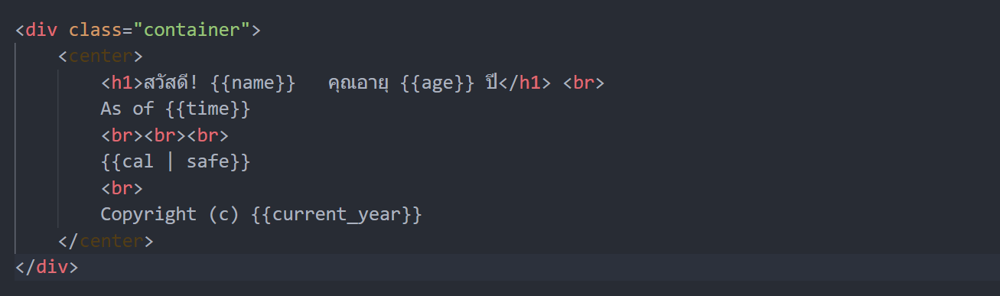 <div class="container">
<center>
<h1>สวัสดี! {{name}}   คุณอายุ {{age}} ปี</h1> <br>
As of {{time}}
<br><br><br>
{{cal | safe}}
<br>
Copyright (c) {{current_year}}
</center>
</div>